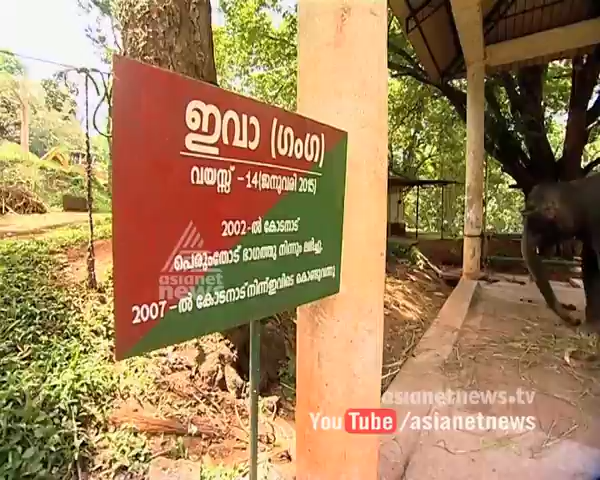 ഇവാ (ഗംഗ)
വയസ്സ് -14(ജനുവരി 2015)
2002-ൽ കോടനാട്
പെരുംതോട് ഭാഗത്തു നിന്നും ലഭിച്ചു.
2007-ൽ കോടനാട് നിന്ന് ഇവിടെ കൊണ്ടുവന്നു
asianet
news
asianetnews.tv
YouTube/asianetnews